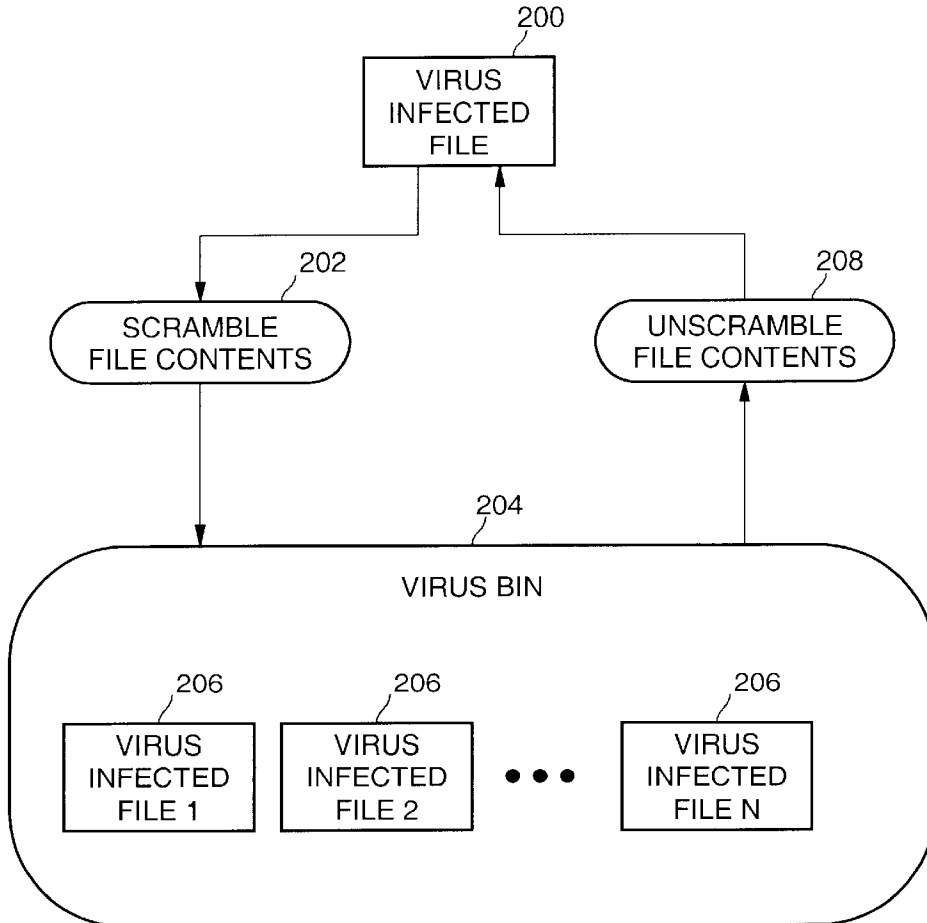 200
VIRUS
INFECTED
FILE
202
SCRAMBLE
FILE CONTENTS
208
UNSCRAMBLE
FILE CONTENTS
204
VIRUS BIN
206
VIRUS
INFECTED
FILE 1
206
VIRUS
INFECTED
FILE 2
206
VIRUS
INFECTED
FILE N